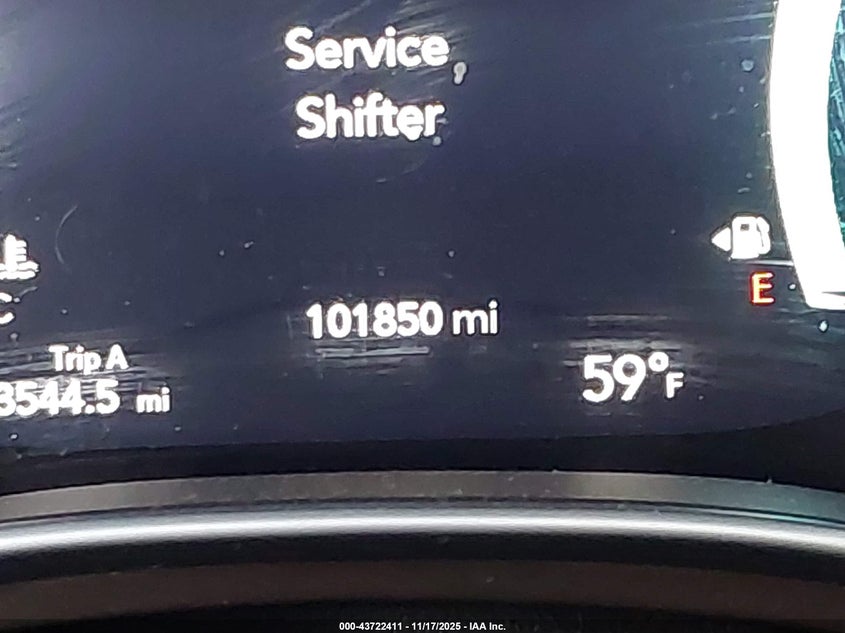 Service
Shifter
E
101850 mi
Trip A
3544.5 mi
59°F
000-43722411 - 11/17/2025 - IAA Inc.